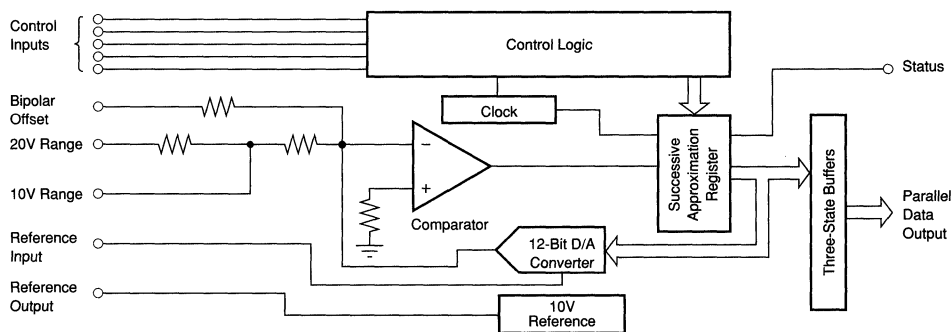 Control
Inputs
Control Logic
Status
Bipolar
Offset
Clock
20V Range
−
Successive
Approximation
Register
Three-State Buffers
10V Range
+
Comparator
Parallel
Data
Output
Reference
Input
12-Bit D/A
Converter
Reference
Output
10V
Reference